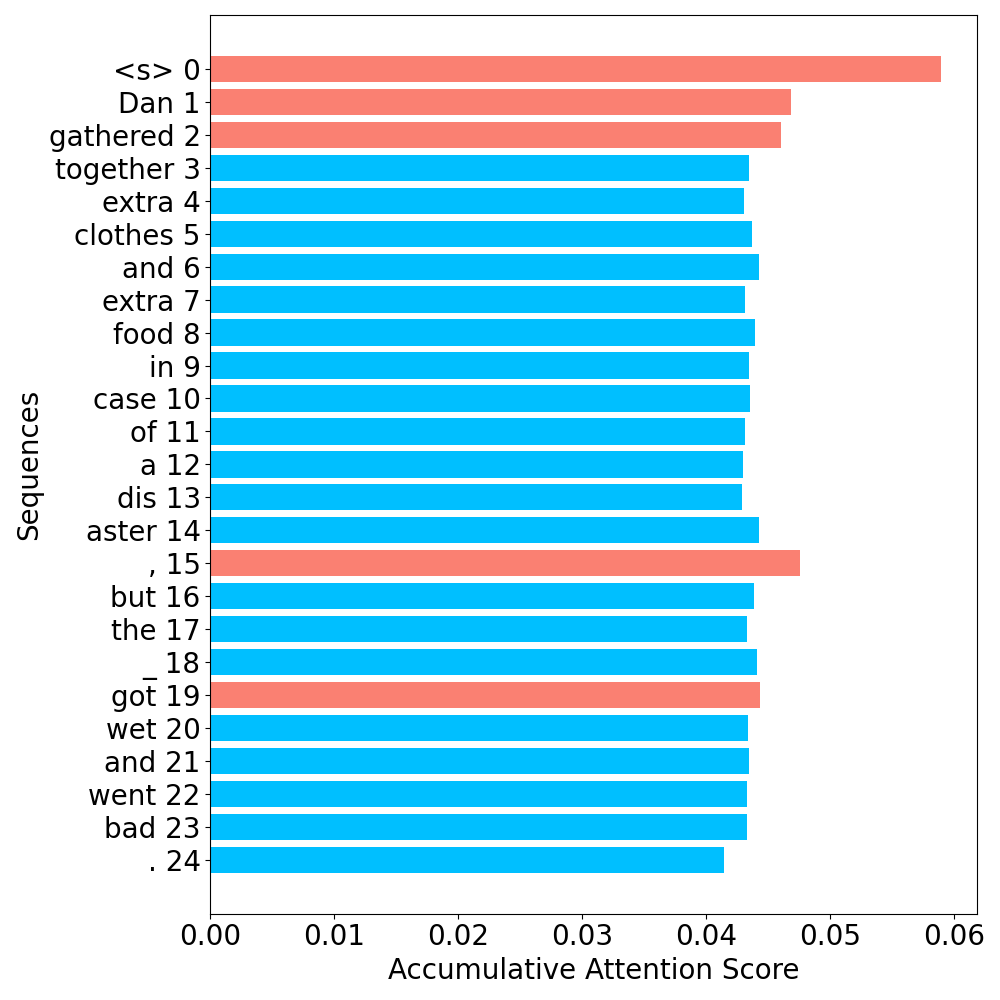 <s> 0
Dan 1
gathered 2
together 3
extra 4
clothes 5
and 6
extra 7
food 8
in 9
case 10
of 11
a 12
dis 13
aster 14
, 15
but 16
the 17
_ 18
got 19
wet 20
and 21
went 22
bad 23
. 24
Sequences
0.00 0.01 0.02 0.03 0.04 0.05 0.06
Accumulative Attention Score